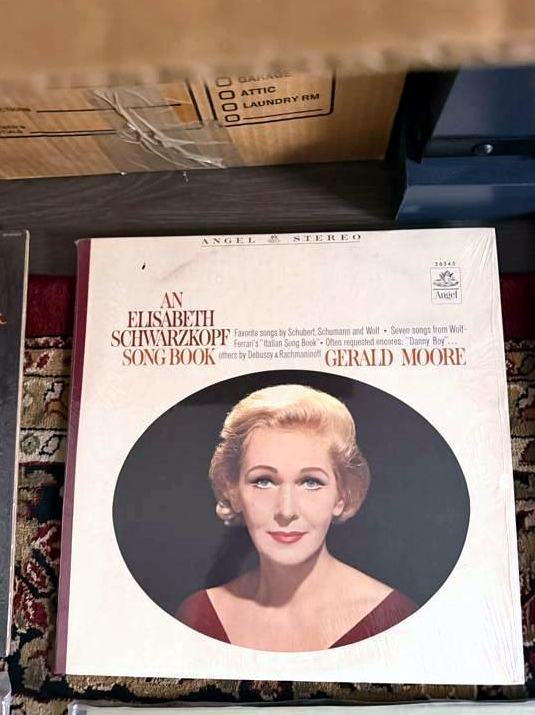 GARAGE
ATTIC
LAUNDRY RM
ANGEL STEREO
36345
Angel
AN
ELISABETH
SCHWARZKOPF
SONG BOOK
Favorite songs by Schubert, Schumann and Wolf • Seven songs from Wolf-
Ferrari's "Italian Song Book" • Often requested encores: "Danny Boy"...
others by Debussy & Rachmaninoff
GERALD MOORE